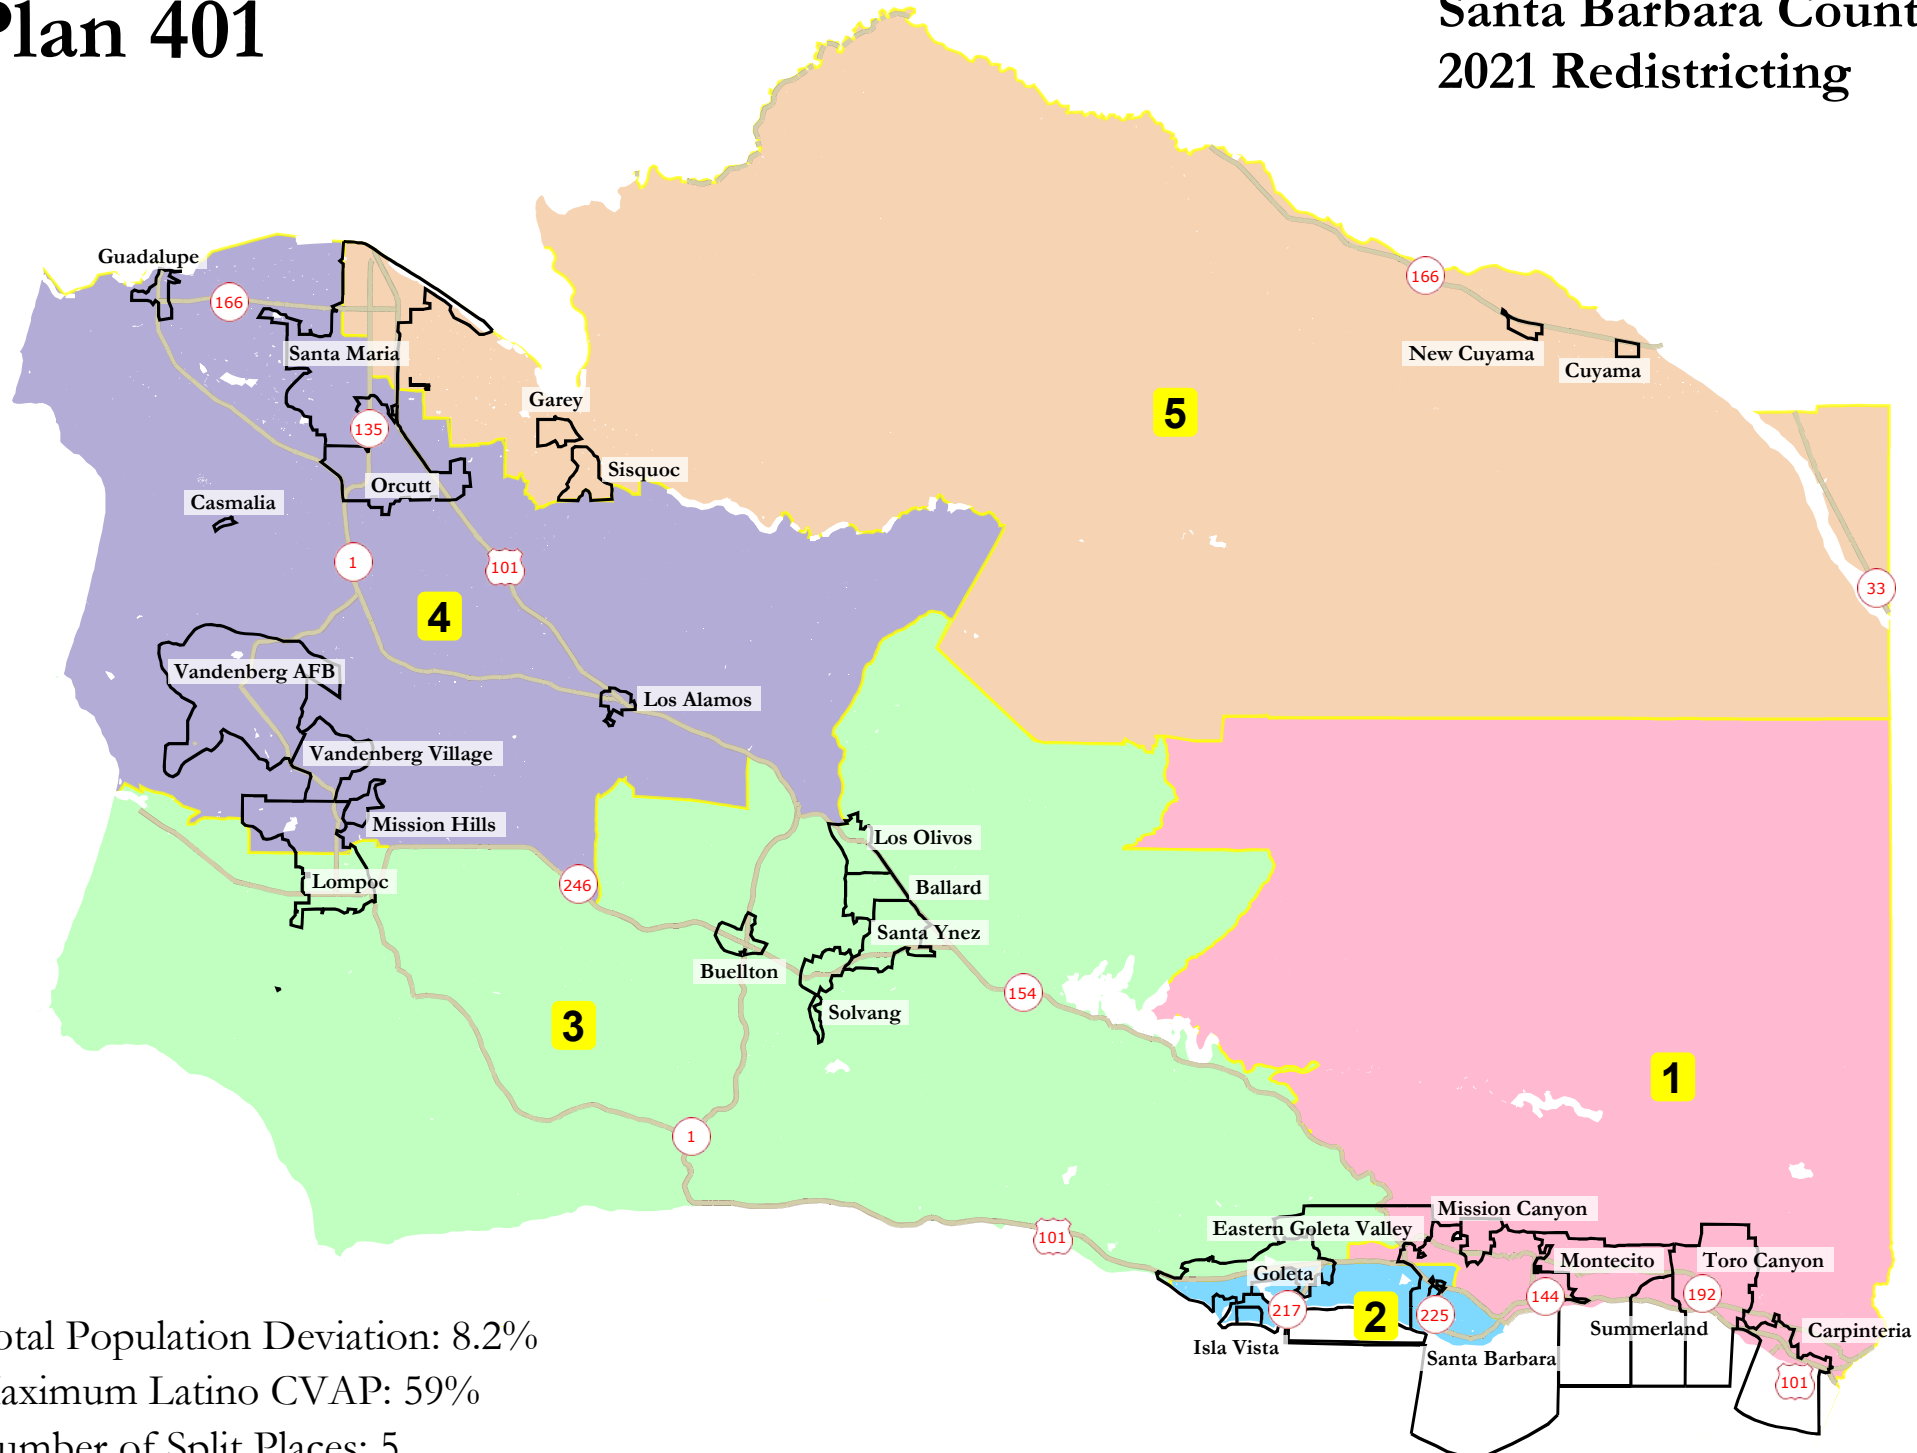 Plan 401
Santa Barbara Count
2021 Redistricting
Guadalupe
166
166
Santa Maria
New Cuyama
Cuyama
5
Garey
135
Sisquoc
Orcutt
Casmalia
1
101
33
4
Vandenberg AFB
Los Alamos
Vandenberg Village
Mission Hills
Los Olivos
Lompoc
246
Ballard
Santa Ynez
Buellton
154
Solvang
3
1
1
Mission Canyon
Eastern Goleta Valley
101
Montecito
Toro Canyon
Goleta
217
2
225
144
192
Summerland
Carpinteria
Isla Vista
Santa Barbara
101
otal Population Deviation: 8.2%
aximum Latino CVAP: 59%
umber of Split Places: 5